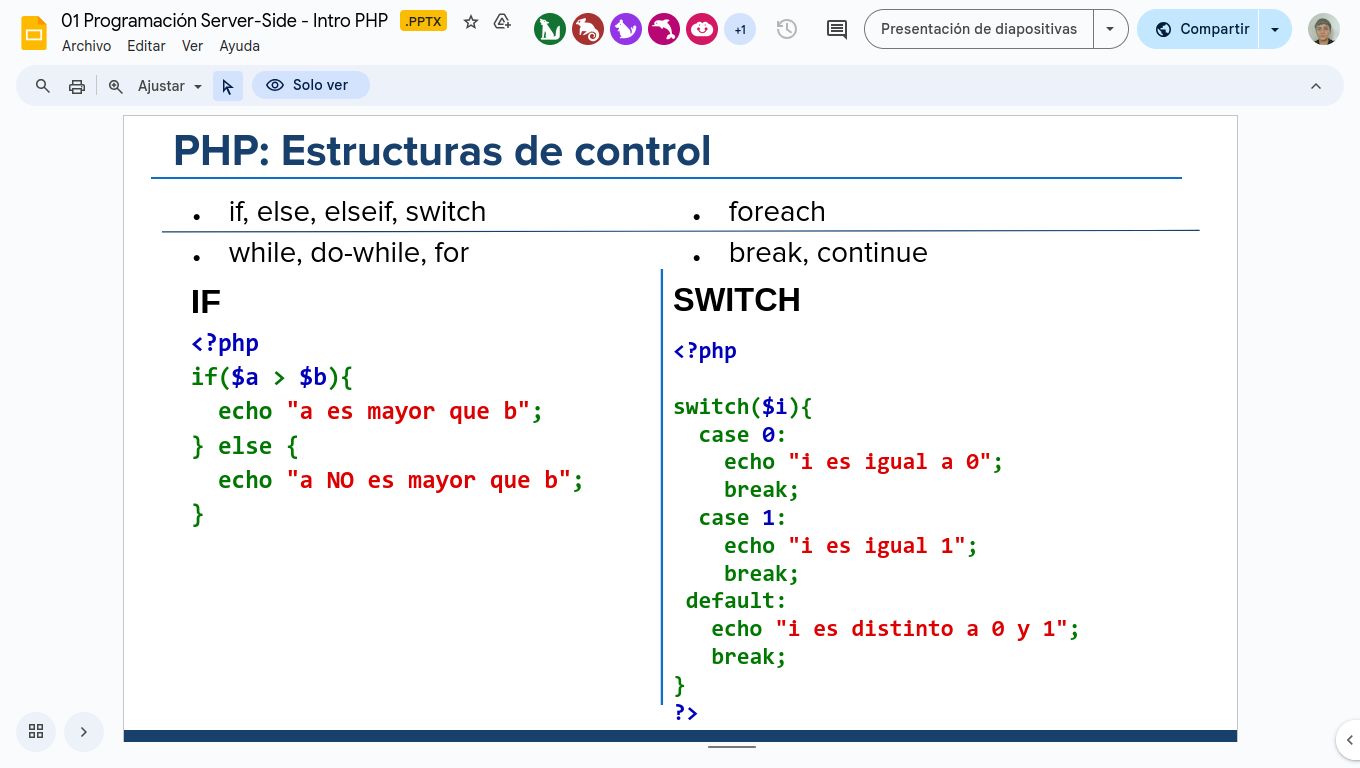 01 Programación Server-Side - Intro PHP .PPTX
Archivo Editar Ver Ayuda
+1
Presentación de diapositivas
Compartir
Ajustar
Solo ver
PHP: Estructuras de control
• if, else, elseif, switch
• while, do-while, for
• foreach
• break, continue
IF
<?php
if($a > $b){
  echo "a es mayor que b";
} else {
  echo "a NO es mayor que b";
}
SWITCH
<?php
switch($i){
  case 0:
    echo "i es igual a 0";
    break;
  case 1:
    echo "i es igual 1";
    break;
 default:
   echo "i es distinto a 0 y 1";
   break;
}
?>